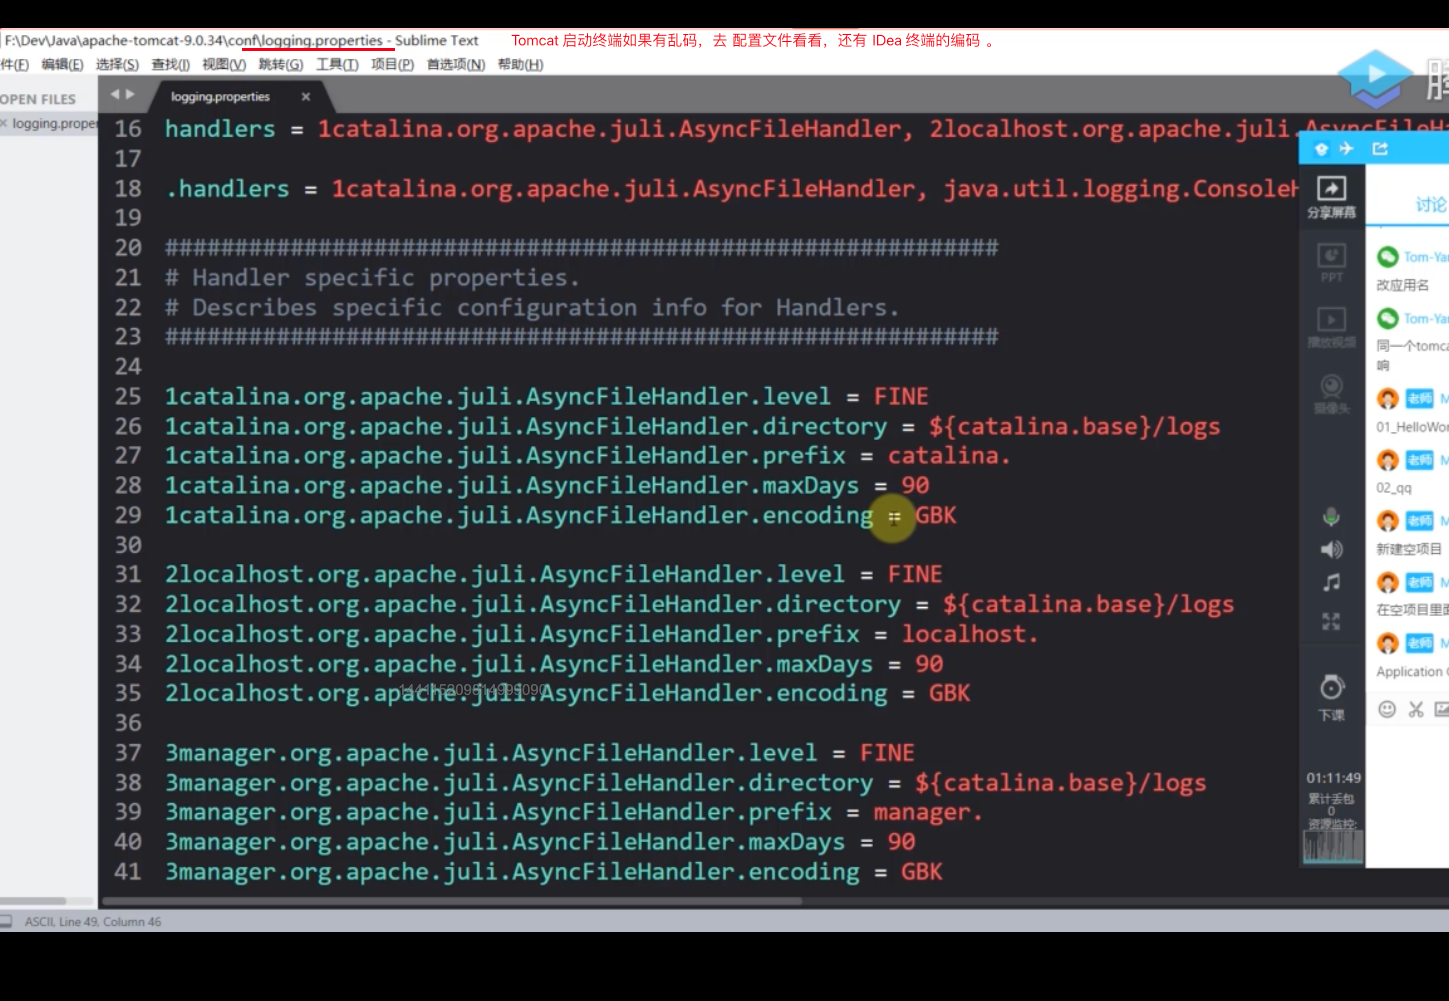 F:\Dev\Java\apache-tomcat-9.0.34\conf\logging.properties - Sublime Text
Tomcat 启动终端如果有乱码，去 配置文件看看，还有 IDea 终端的编码 。
件(F) 编辑(E) 选择(S) 查找(I) 视图(V) 跳转(G) 工具(T) 项目(P) 首选项(N) 帮助(H)
OPEN FILES
logging.proper
logging.properties
16 handlers = 1catalina.org.apache.juli.AsyncFileHandler, 2localhost.org.apache.juli.AsyncFileHa
17
18 .handlers = 1catalina.org.apache.juli.AsyncFileHandler, java.util.logging.ConsoleH
19
20 ############################################################
21 # Handler specific properties.
22 # Describes specific configuration info for Handlers.
23 ############################################################
24
25 1catalina.org.apache.juli.AsyncFileHandler.level = FINE
26 1catalina.org.apache.juli.AsyncFileHandler.directory = ${catalina.base}/logs
27 1catalina.org.apache.juli.AsyncFileHandler.prefix = catalina.
28 1catalina.org.apache.juli.AsyncFileHandler.maxDays = 90
29 1catalina.org.apache.juli.AsyncFileHandler.encoding = GBK
30
31 2localhost.org.apache.juli.AsyncFileHandler.level = FINE
32 2localhost.org.apache.juli.AsyncFileHandler.directory = ${catalina.base}/logs
33 2localhost.org.apache.juli.AsyncFileHandler.prefix = localhost.
34 2localhost.org.apache.juli.AsyncFileHandler.maxDays = 90
35 2localhost.org.apache.juli.AsyncFileHandler.encoding = GBK
36
37 3manager.org.apache.juli.AsyncFileHandler.level = FINE
38 3manager.org.apache.juli.AsyncFileHandler.directory = ${catalina.base}/logs
39 3manager.org.apache.juli.AsyncFileHandler.prefix = manager.
40 3manager.org.apache.juli.AsyncFileHandler.maxDays = 90
41 3manager.org.apache.juli.AsyncFileHandler.encoding = GBK
ASCII, Line 49, Column 46
腾
分享屏幕
PPT
播放视频
摄像头
下课
01:11:49
累计丢包
0
资源监控:
讨论
Tom-Ya
改应用名
Tom-Ya
同一个tomca
响
老师 M
01_HelloWor
老师 M
02_qq
老师 M
新建空项目
老师 M
在空项目里面
老师 M
Application C